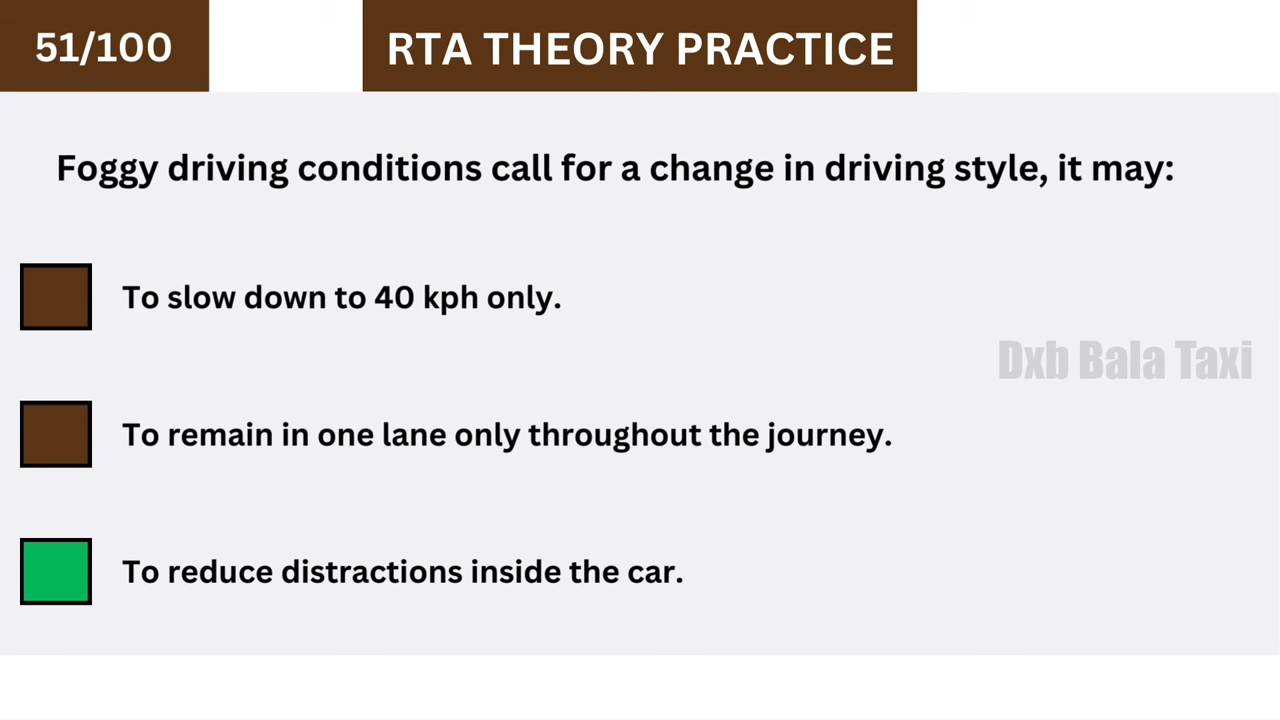 51/100
RTA THEORY PRACTICE
Foggy driving conditions call for a change in driving style, it may:
To slow down to 40 kph only.
Dxb Bala Taxi
To remain in one lane only throughout the journey.
To reduce distractions inside the car.